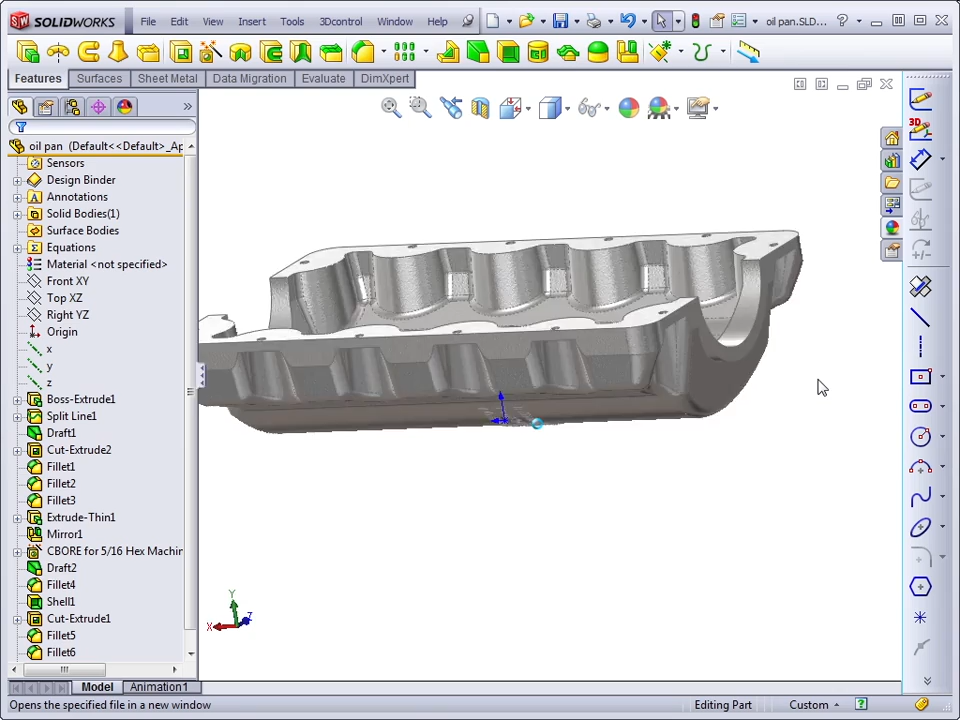 SOLIDWORKS File Edit View Insert Tools 3Dcontrol Window Help oil pan.SLD... ?
Features Surfaces Sheet Metal Data Migration Evaluate DimXpert
oil pan (Default<<Default>_Ap
Sensors
Design Binder
Annotations
Solid Bodies(1)
Surface Bodies
Equations
Material <not specified>
Front XY
Top XZ
Right YZ
Origin
x
y
z
Boss-Extrude1
Split Line1
Draft1
Cut-Extrude2
Fillet1
Fillet2
Fillet3
Extrude-Thin1
Mirror1
CBORE for 5/16 Hex Machin
Draft2
Fillet4
Shell1
Cut-Extrude1
Fillet5
Fillet6
3D
Y
X
Z
Model Animation1
Opens the specified file in a new window Editing Part Custom ?